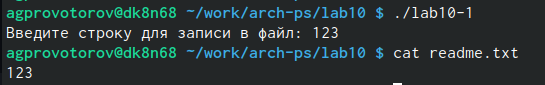 agprovotorov@dk8n68 ~/work/arch-ps/lab10 $ ./lab10-1
Введите строку для записи в файл: 123
agprovotorov@dk8n68 ~/work/arch-ps/lab10 $ cat readme.txt
123